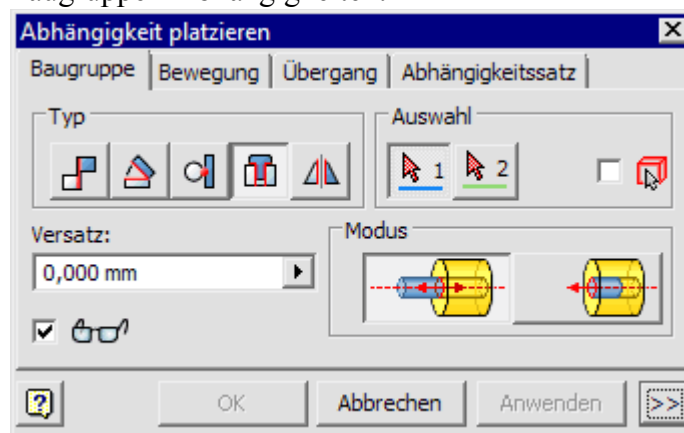 Abhängigkeit platzieren
Baugruppe Bewegung Übergang Abhängigkeitssatz
Typ Auswahl
1 2
Versatz: Modus
0,000 mm
OK Abbrechen Anwenden >>